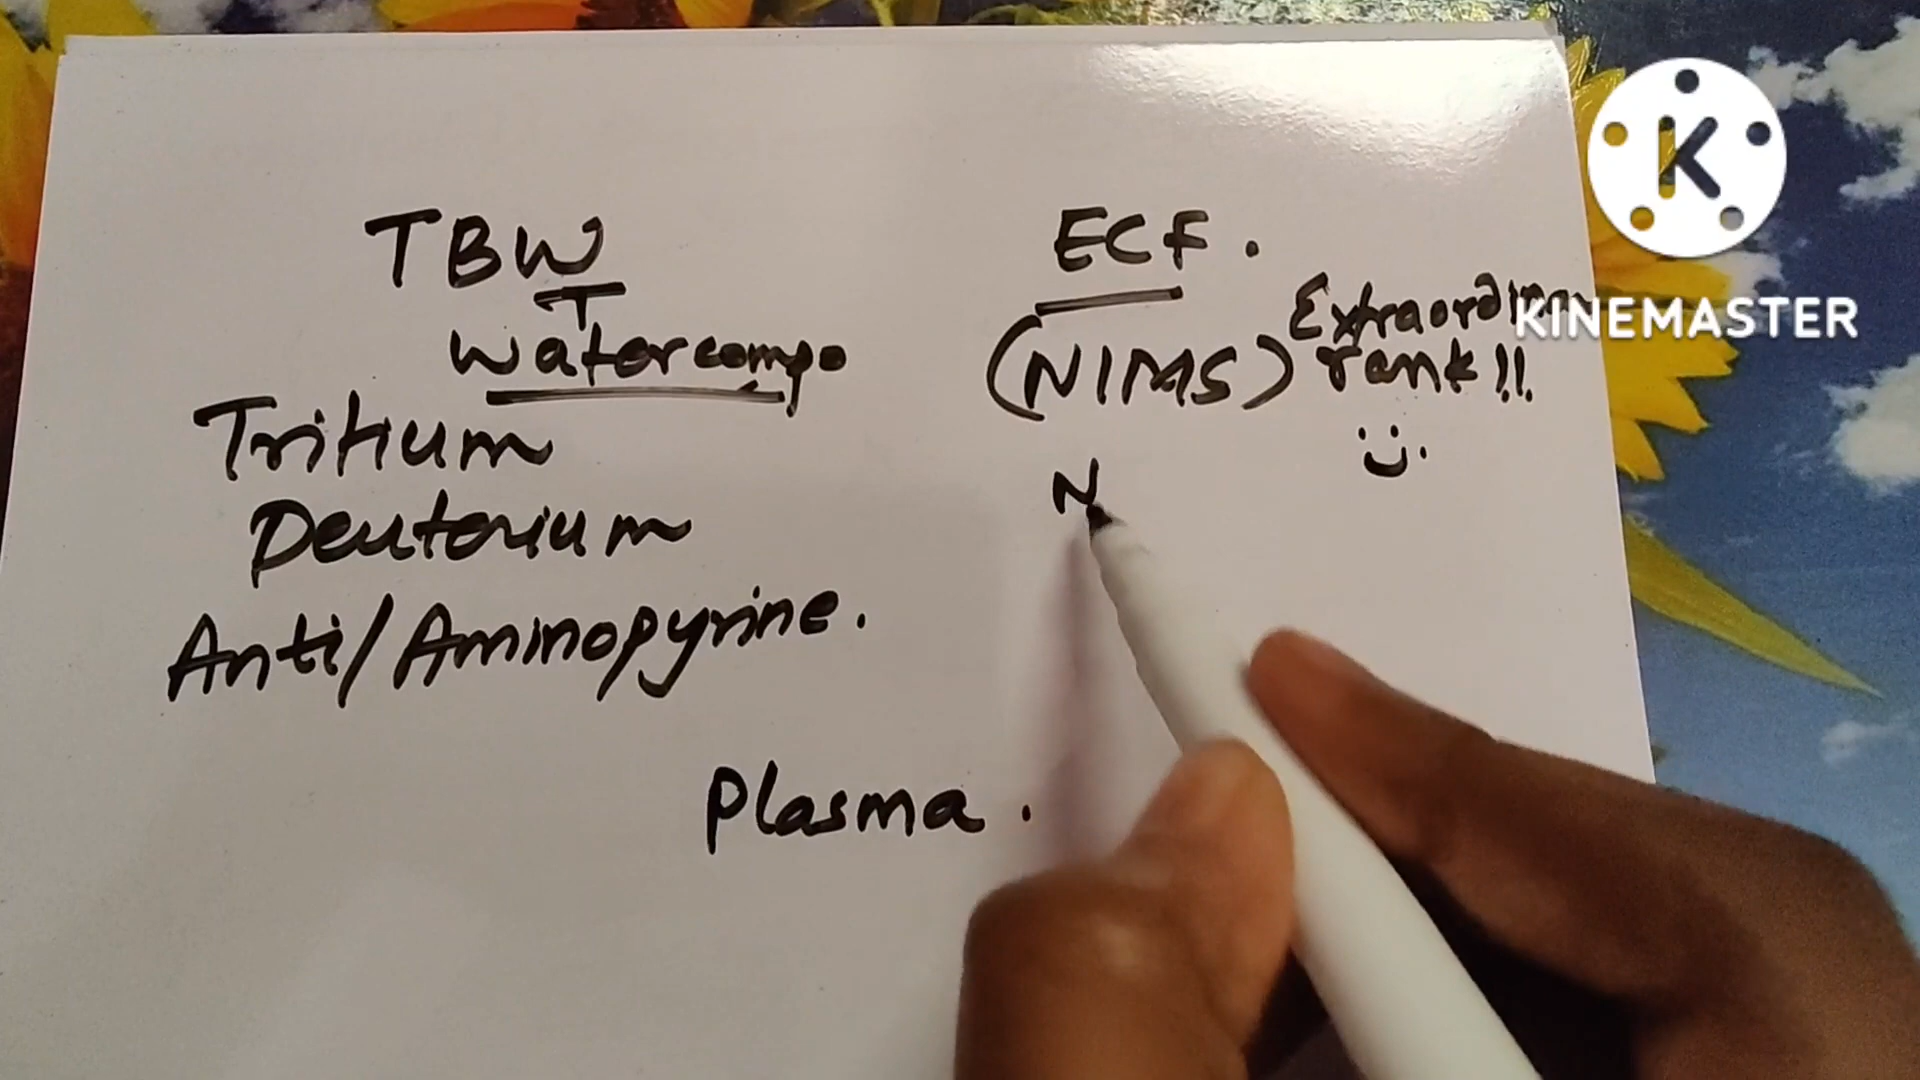 TBW
T
watercompo
Tritium
Deuterium
Anti/Aminopyrine.
ECF.
(NIMS)
Extraordinary
rank!!
N
Plasma.
K
KINEMASTER